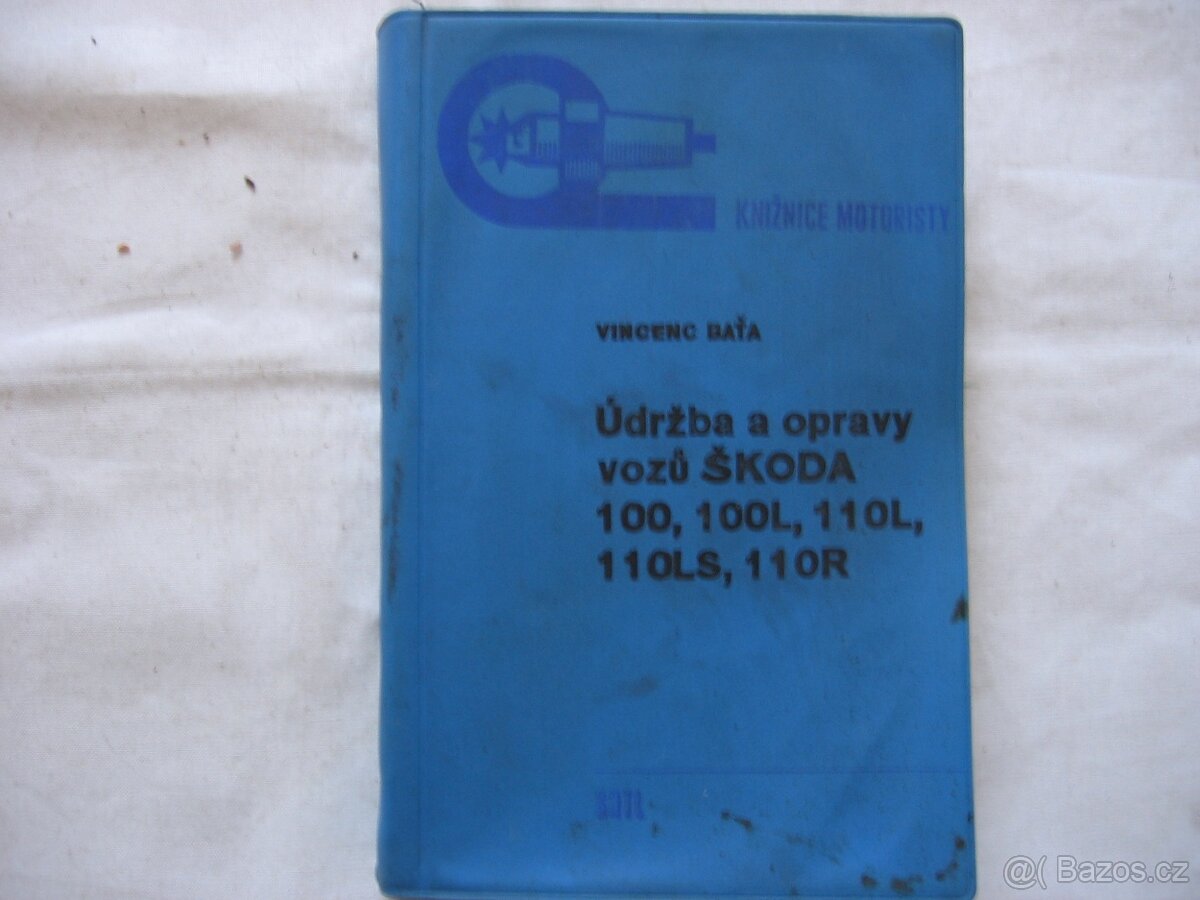 KNIŽNICE MOTORISTY
VINCENC BAŤA
Údržba a opravy
vozů ŠKODA
100, 100L, 110L,
110LS, 110R
SNTL
@( Bazos.cz